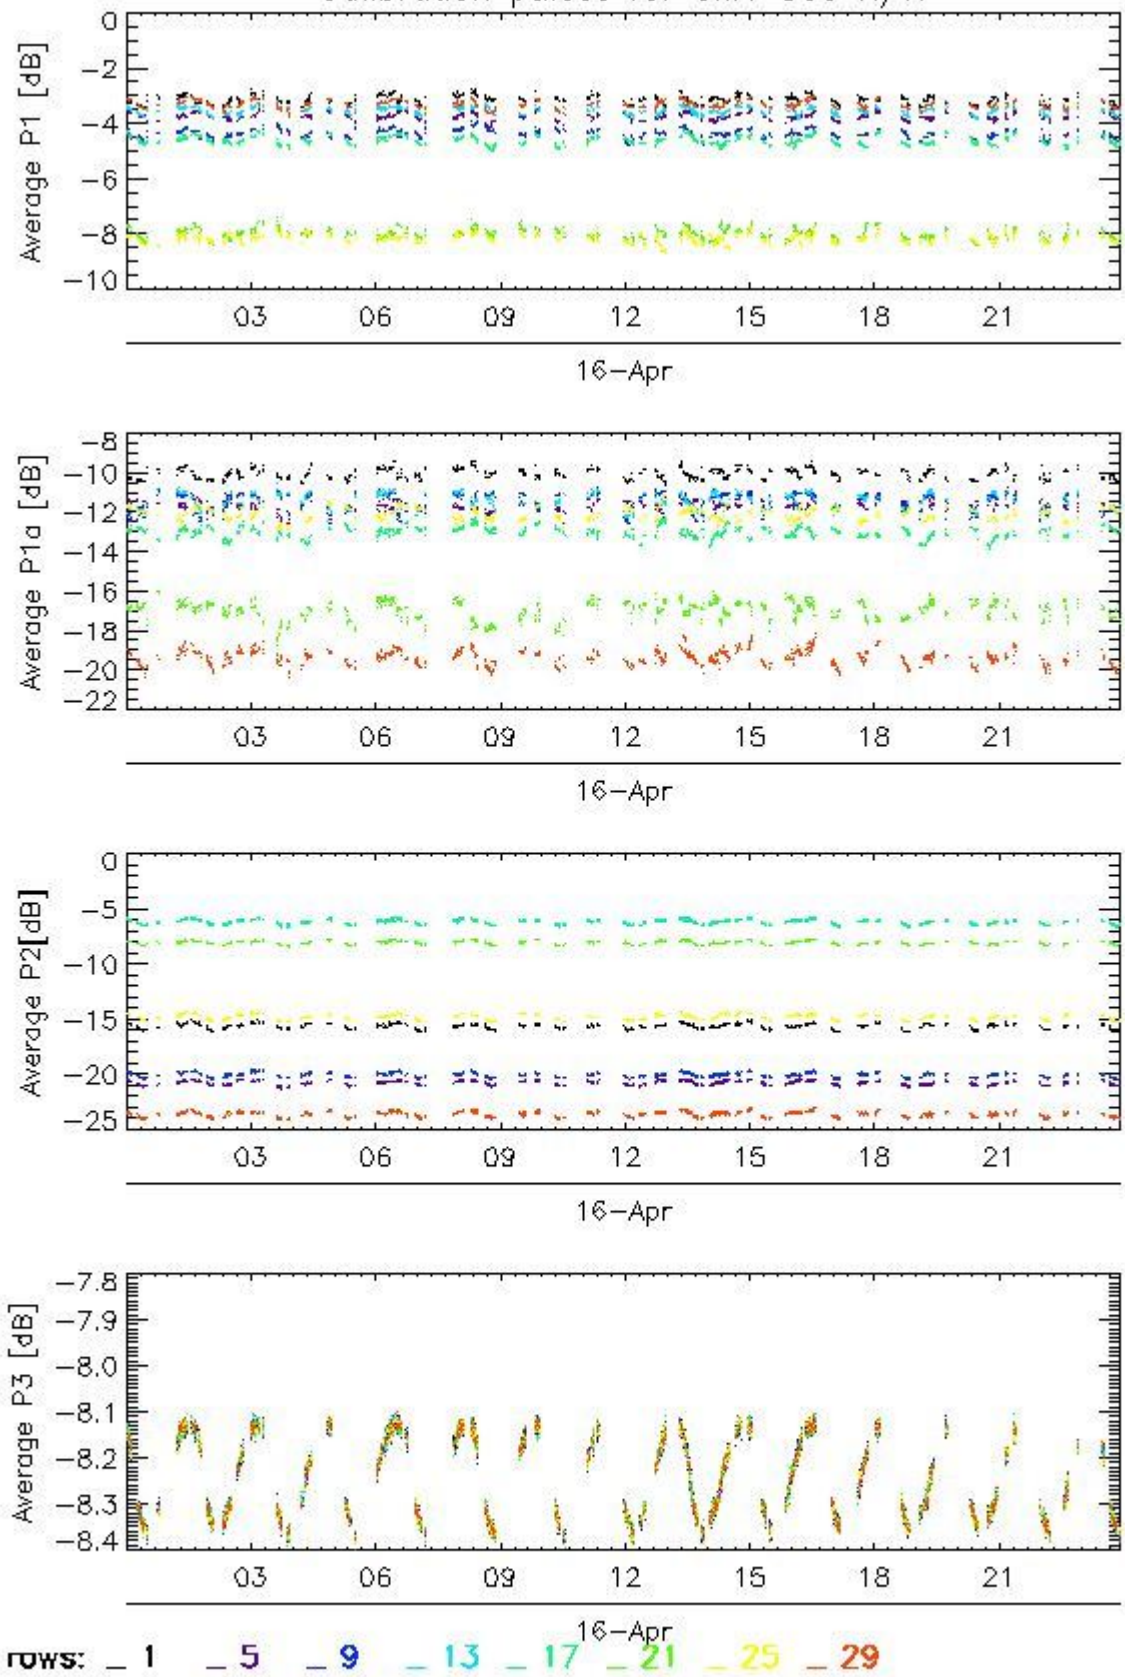 Average P1 [dB]
0
−2
−4
−6
−8
−10
03 06 09 12 15 18 21
16−Apr
Average P1a [dB]
−8
−10
−12
−14
−16
−18
−20
−22
03 06 09 12 15 18 21
16−Apr
Average P2[dB]
0
−5
−10
−15
−20
−25
03 06 09 12 15 18 21
16−Apr
Average P3 [dB]
−7.8
−7.9
−8.0
−8.1
−8.2
−8.3
−8.4
03 06 09 12 15 18 21
16−Apr
rows: _ 1 _ 5 _ 9 _ 13 _ 17 _ 21 _ 25 _ 29